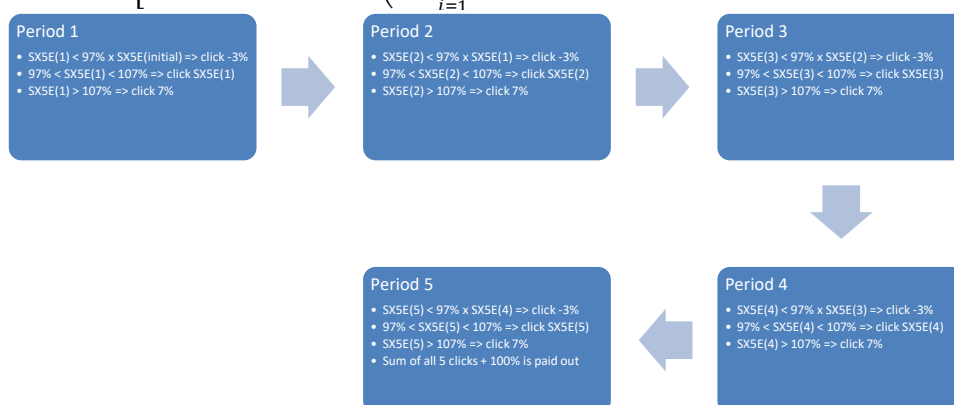 i=1
Period 1
• SX5E(1) < 97% x SX5E(initial) => click -3%
• 97% < SX5E(1) < 107% => click SX5E(1)
• SX5E(1) > 107% => click 7%
Period 2
• SX5E(2) < 97% x SX5E(1) => click -3%
• 97% < SX5E(2) < 107% => click SX5E(2)
• SX5E(2) > 107% => click 7%
Period 3
• SX5E(3) < 97% x SX5E(2) => click -3%
• 97% < SX5E(3) < 107% => click SX5E(3)
• SX5E(3) > 107% => click 7%
Period 4
• SX5E(4) < 97% x SX5E(3) => click -3%
• 97% < SX5E(4) < 107% => click SX5E(4)
• SX5E(4) > 107% => click 7%
Period 5
• SX5E(5) < 97% x SX5E(4) => click -3%
• 97% < SX5E(5) < 107% => click SX5E(5)
• SX5E(5) > 107% => click 7%
• Sum of all 5 clicks + 100% is paid out